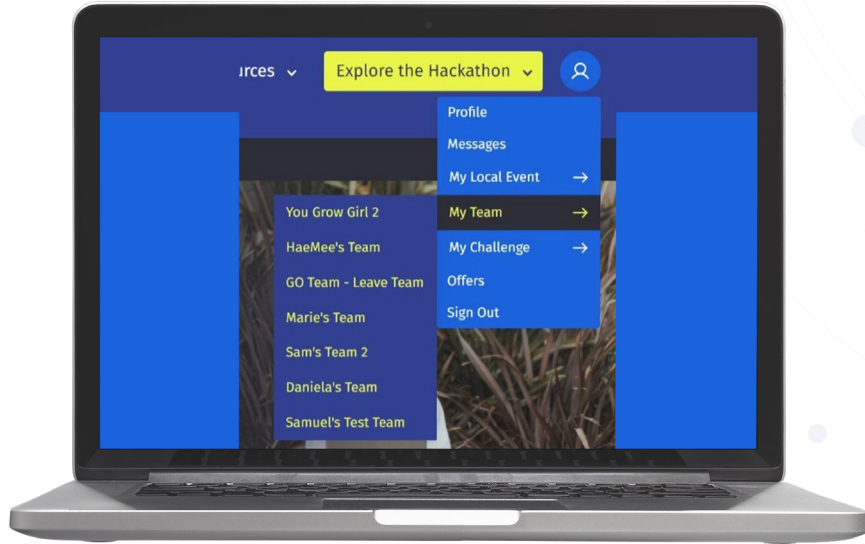 urces
Explore the Hackathon
Profile
Messages
My Local Event
My Team
My Challenge
Offers
Sign Out
You Grow Girl 2
HaeMee's Team
GO Team - Leave Team
Marie's Team
Sam's Team 2
Daniela's Team
Samuel's Test Team